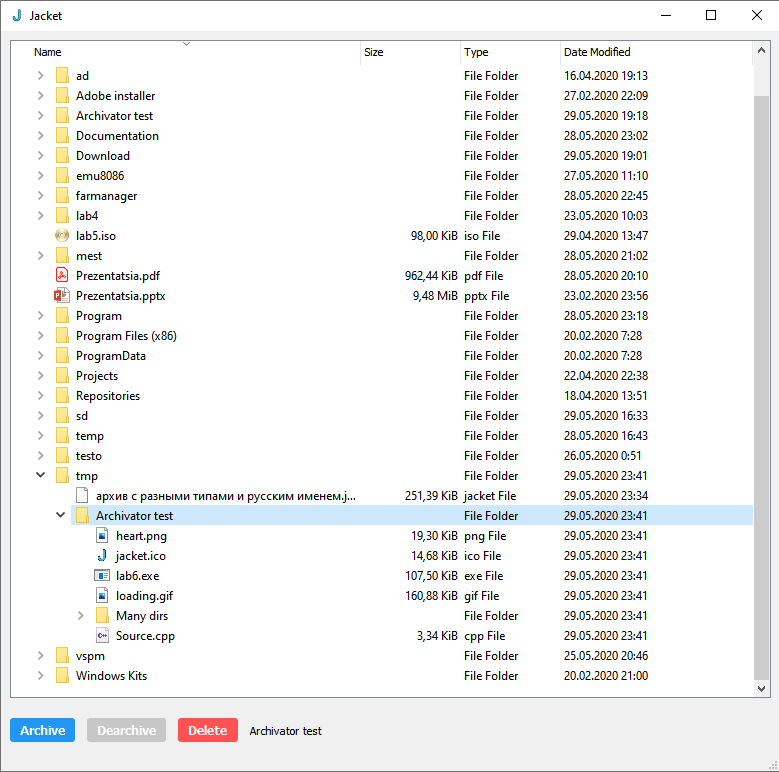 Jacket
Name Size Type Date Modified
ad File Folder 16.04.2020 19:13
Adobe installer File Folder 27.02.2020 22:09
Archivator test File Folder 29.05.2020 19:18
Documentation File Folder 28.05.2020 23:02
Download File Folder 29.05.2020 19:01
emu8086 File Folder 27.05.2020 11:10
farmanager File Folder 28.05.2020 22:45
lab4 File Folder 23.05.2020 10:03
lab5.iso 98,00 KiB iso File 29.04.2020 13:47
mest File Folder 28.05.2020 21:02
Prezentatsia.pdf 962,44 KiB pdf File 28.05.2020 20:10
Prezentatsia.pptx 9,48 MiB pptx File 23.02.2020 23:56
Program File Folder 28.05.2020 23:18
Program Files (x86) File Folder 20.02.2020 7:28
ProgramData File Folder 20.02.2020 7:28
Projects File Folder 22.04.2020 22:38
Repositories File Folder 18.04.2020 13:51
sd File Folder 29.05.2020 16:33
temp File Folder 28.05.2020 16:43
testo File Folder 26.05.2020 0:51
tmp File Folder 29.05.2020 23:41
архив с разными типами и русским именем.j... 251,39 KiB jacket File 29.05.2020 23:34
Archivator test File Folder 29.05.2020 23:41
heart.png 19,30 KiB png File 29.05.2020 23:41
jacket.ico 14,68 KiB ico File 29.05.2020 23:41
lab6.exe 107,50 KiB exe File 29.05.2020 23:41
loading.gif 160,88 KiB gif File 29.05.2020 23:41
Many dirs File Folder 29.05.2020 23:41
Source.cpp 3,34 KiB cpp File 29.05.2020 23:41
vspm File Folder 25.05.2020 20:46
Windows Kits File Folder 20.02.2020 21:00
Archive Dearchive Delete Archivator test